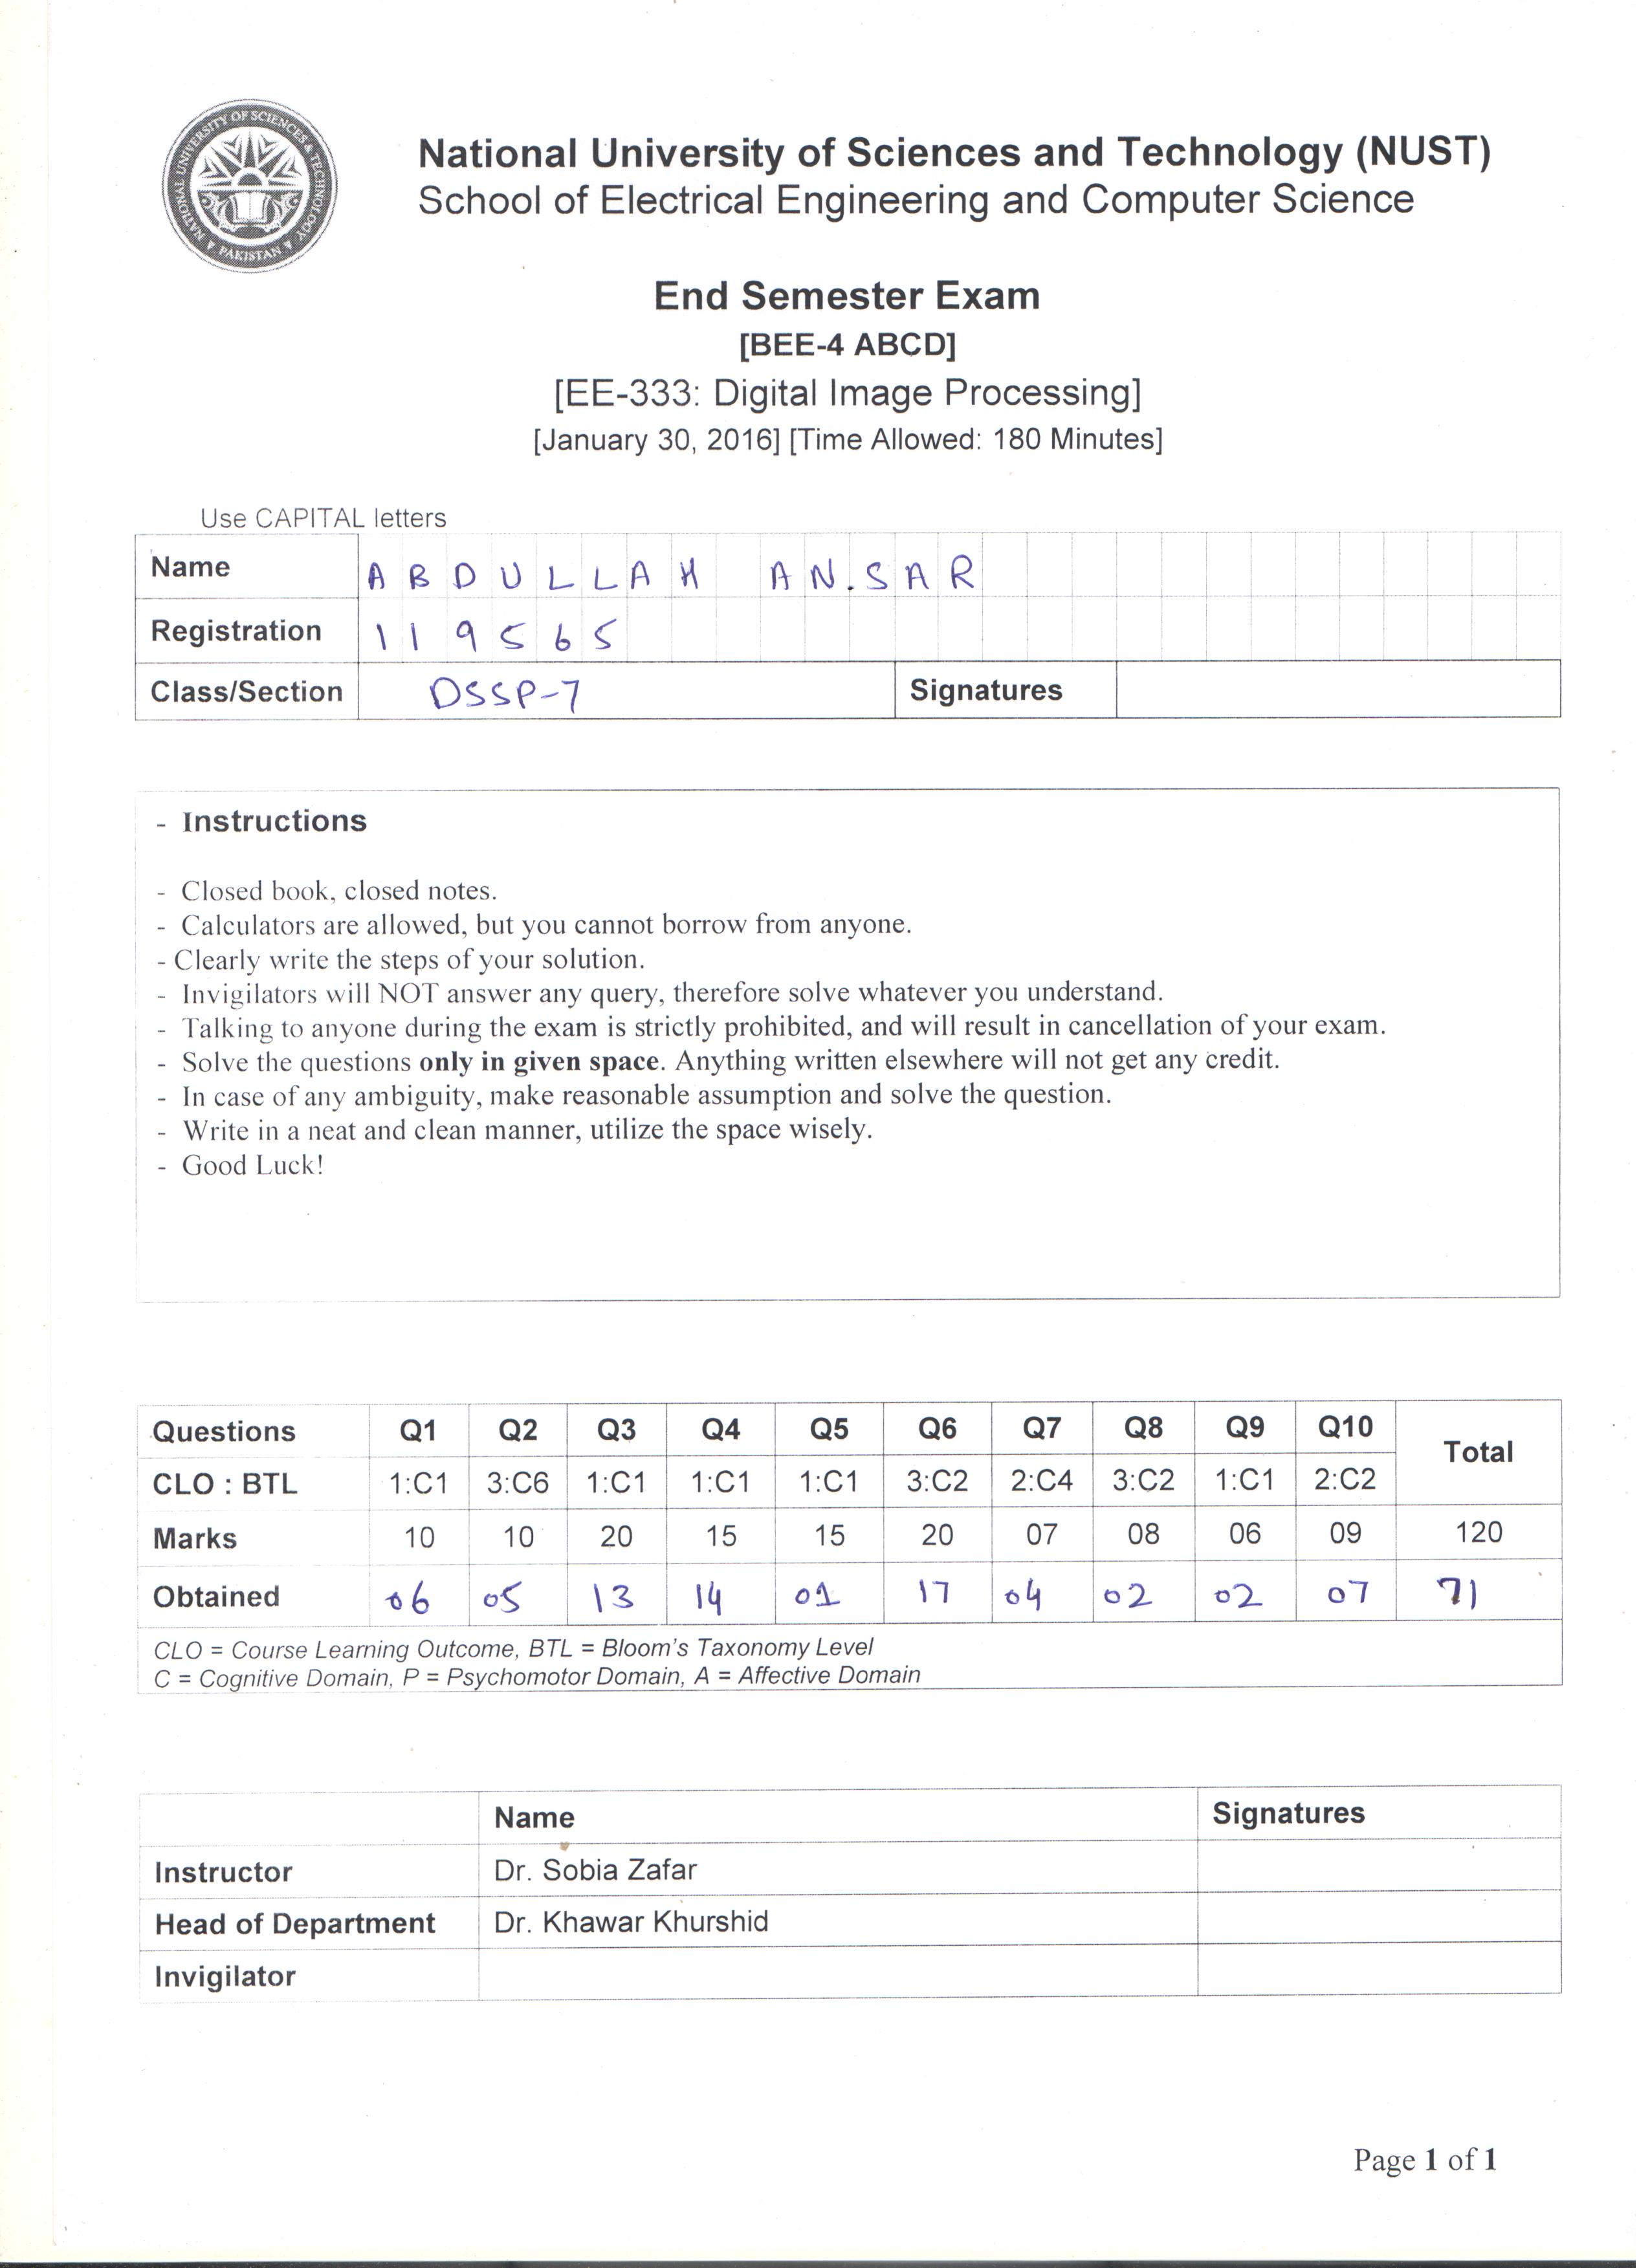 NATIONAL UNIVERSITY OF SCIENCES & TECHNOLOGY
PAKISTAN
National University of Sciences and Technology (NUST)
School of Electrical Engineering and Computer Science
End Semester Exam
[BEE-4 ABCD]
[EE-333: Digital Image Processing]
[January 30, 2016] [Time Allowed: 180 Minutes]
Use CAPITAL letters
Name ABDULLAH AN.SAR
Registration 119565
Class/Section DSSP-7 Signatures
- Instructions
- Closed book, closed notes.
- Calculators are allowed, but you cannot borrow from anyone.
- Clearly write the steps of your solution.
- Invigilators will NOT answer any query, therefore solve whatever you understand.
- Talking to anyone during the exam is strictly prohibited, and will result in cancellation of your exam.
- Solve the questions only in given space. Anything written elsewhere will not get any credit.
- In case of any ambiguity, make reasonable assumption and solve the question.
- Write in a neat and clean manner, utilize the space wisely.
- Good Luck!
Questions Q1 Q2 Q3 Q4 Q5 Q6 Q7 Q8 Q9 Q10 Total
CLO : BTL 1:C1 3:C6 1:C1 1:C1 1:C1 3:C2 2:C4 3:C2 1:C1 2:C2
Marks 10 10 20 15 15 20 07 08 06 09 120
Obtained 06 05 13 14 01 17 04 02 02 07 71
CLO = Course Learning Outcome, BTL = Bloom's Taxonomy Level
C = Cognitive Domain, P = Psychomotor Domain, A = Affective Domain
Name Signatures
Instructor Dr. Sobia Zafar
Head of Department Dr. Khawar Khurshid
Invigilator
Page 1 of 1